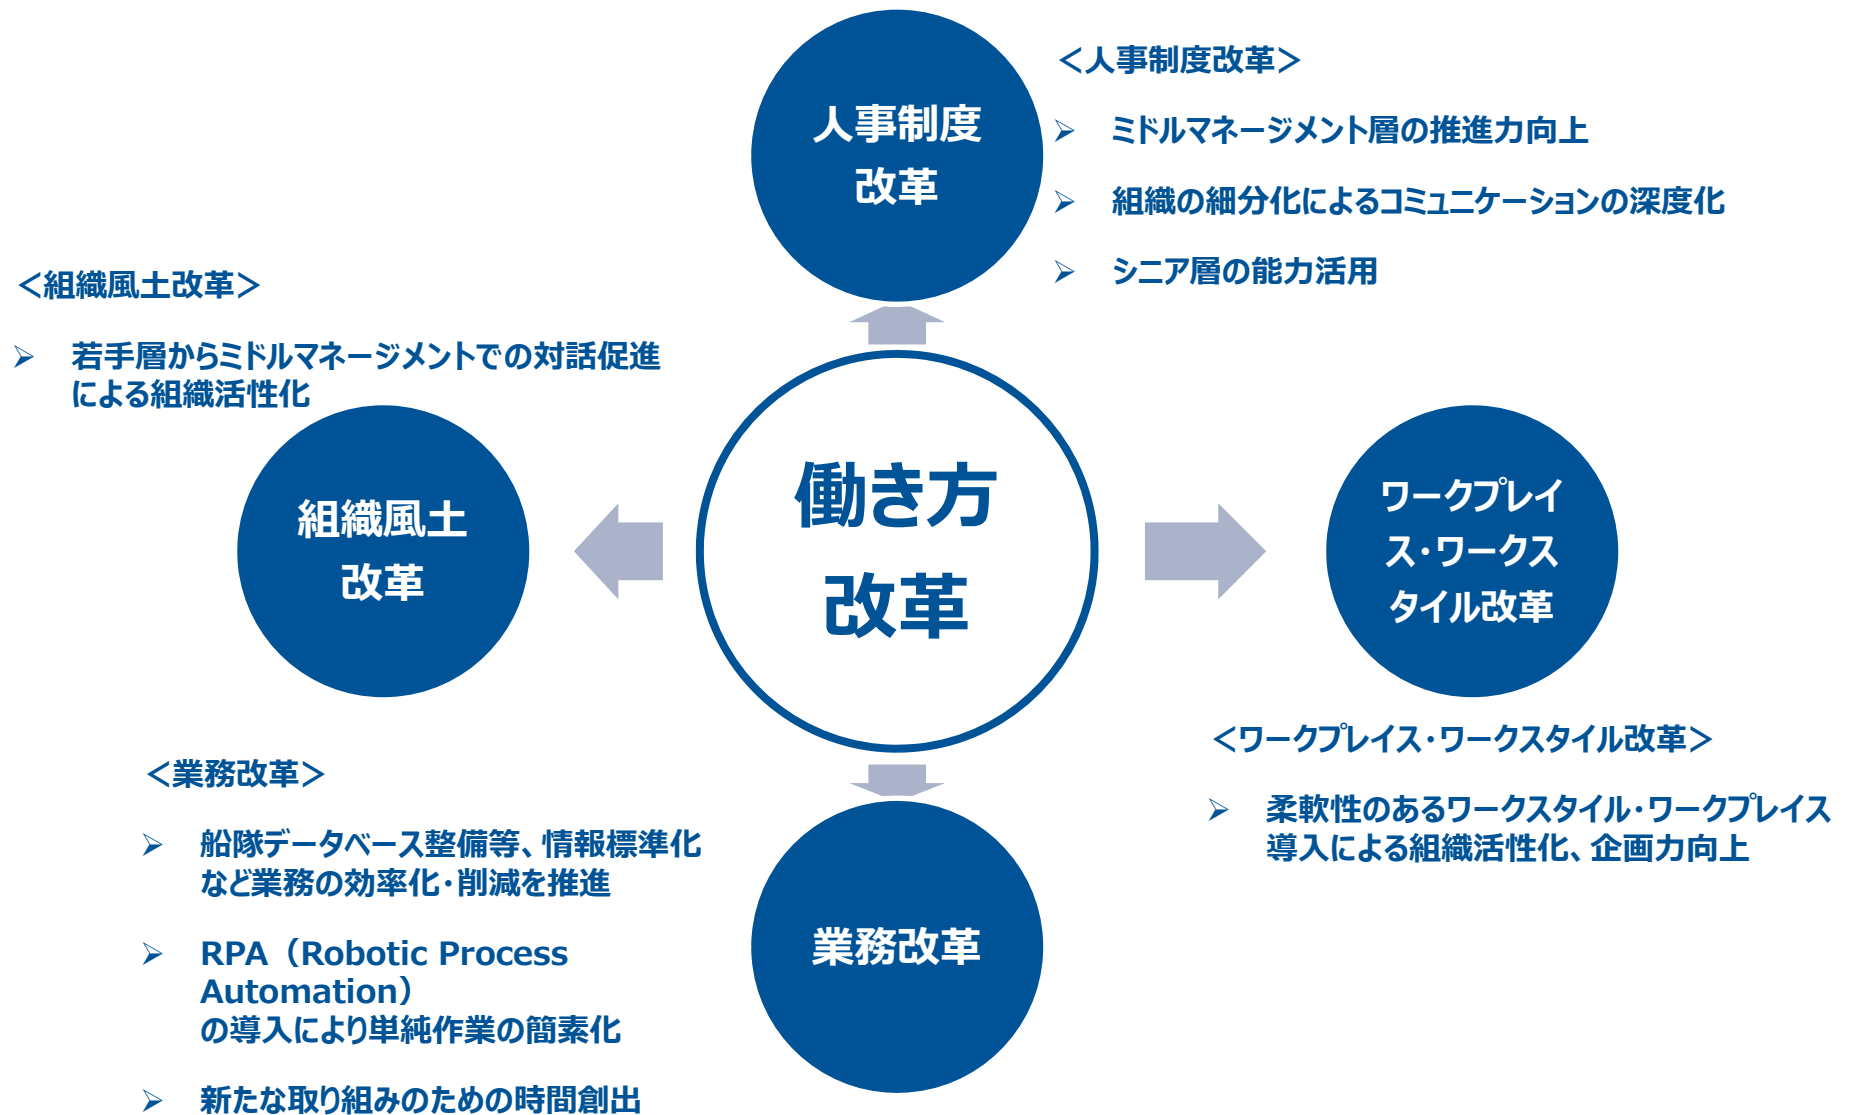 人事制度
改革
＜人事制度改革＞
➢ ミドルマネージメント層の推進力向上
➢ 組織の細分化によるコミュニケーションの深度化
➢ シニア層の能力活用
＜組織風土改革＞
➢ 若手層からミドルマネージメントでの対話促進
による組織活性化
組織風土
改革
働き方
改革
ワークプレイ
ス・ワークス
タイル改革
＜ワークプレイス・ワークスタイル改革＞
➢ 柔軟性のあるワークスタイル・ワークプレイス
導入による組織活性化、企画力向上
＜業務改革＞
➢ 船隊データベース整備等、情報標準化
など業務の効率化・削減を推進
➢ RPA（Robotic Process
Automation）
の導入により単純作業の簡素化
➢ 新たな取り組みのための時間創出
業務改革